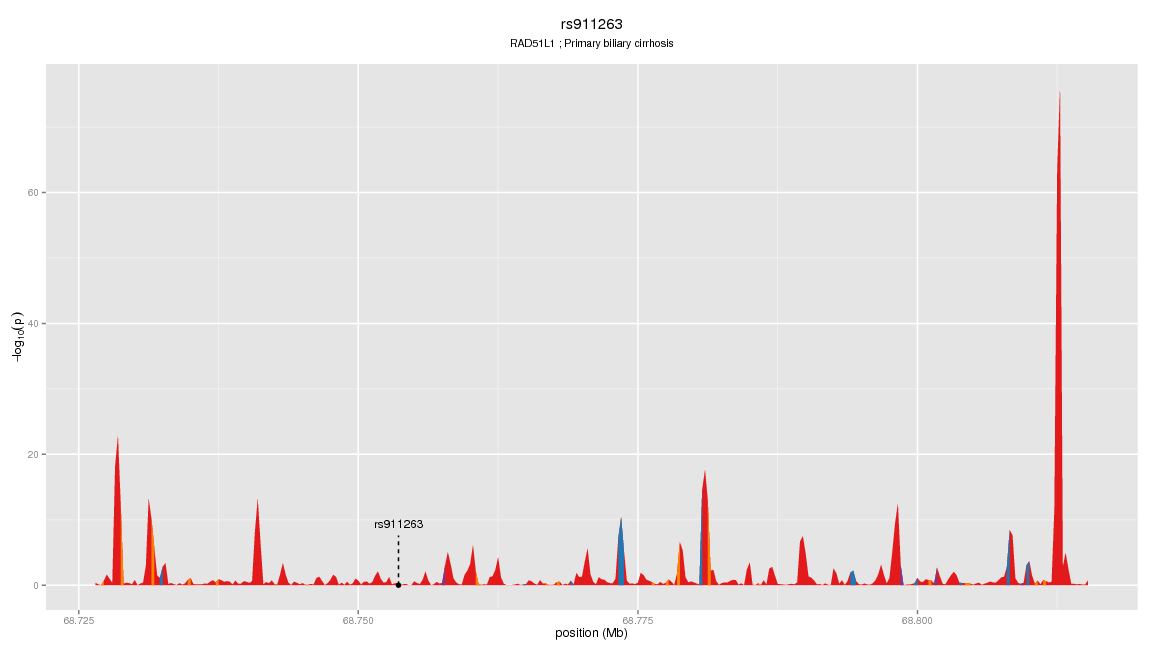 rs911263
RAD51L1 ; Primary biliary cirrhosis
60
40
20
0
−log10(p)
rs911263
68.725
68.750
68.775
68.800
position (Mb)